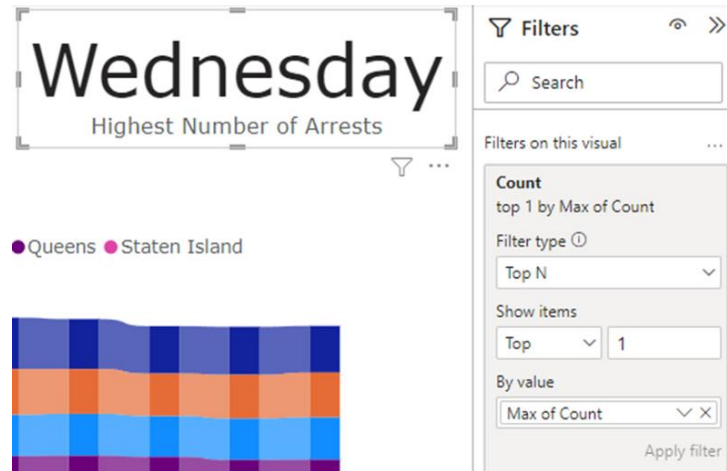 Wednesday
Highest Number of Arrests
Queens Staten Island
Filters
Search
Filters on this visual
Count
top 1 by Max of Count
Filter type
Top N
Show items
Top 1
By value
Max of Count
Apply filter